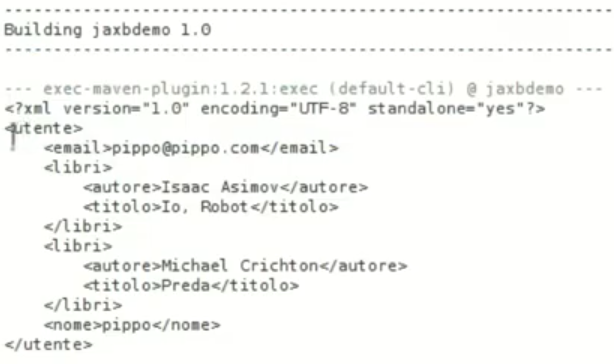 ------------------------------------------------------------------------
Building jaxbdemo 1.0
------------------------------------------------------------------------
--- exec-maven-plugin:1.2.1:exec (default-cli) @ jaxbdemo ---
<?xml version="1.0" encoding="UTF-8" standalone="yes"?>
<utente>
    <email>pippo@pippo.com</email>
    <libri>
        <autore>Isaac Asimov</autore>
        <titolo>Io, Robot</titolo>
    </libri>
    <libri>
        <autore>Michael Crichton</autore>
        <titolo>Preda</titolo>
    </libri>
    <nome>pippo</nome>
</utente>